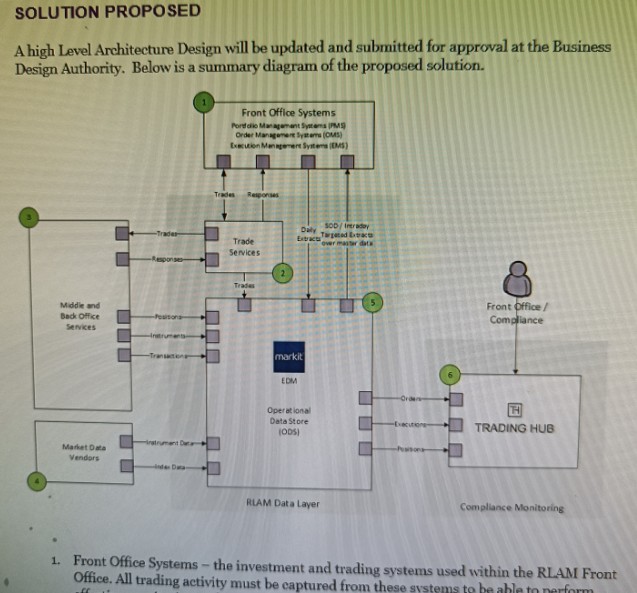 SOLUTION PROPOSED
A high Level Architecture Design will be updated and submitted for approval at the Business
Design Authority. Below is a summary diagram of the proposed solution.
1
Front Office Systems
Portfolio Management Systems (PMS)
Order Management Systems (OMS)
Execution Management Systems (EMS)
Trades
Responses
Daily
Extracts
SOD / Intraday
Targeted Extracts
over master data
3
Trades
Responses
Trade
Services
2
Trades
5
Middle and
Back Office
Services
Positions
Instruments
Transactions
markit
EDM
Operational
Data Store
(ODS)
Front Office /
Compliance
6
Orders
Executions
Positions
TH
TRADING HUB
Market Data
Vendors
Instrument Data
Index Data
4
RLAM Data Layer
Compliance Monitoring
1. Front Office Systems – the investment and trading systems used within the RLAM Front
Office. All trading activity must be captured from these systems to be able to perform